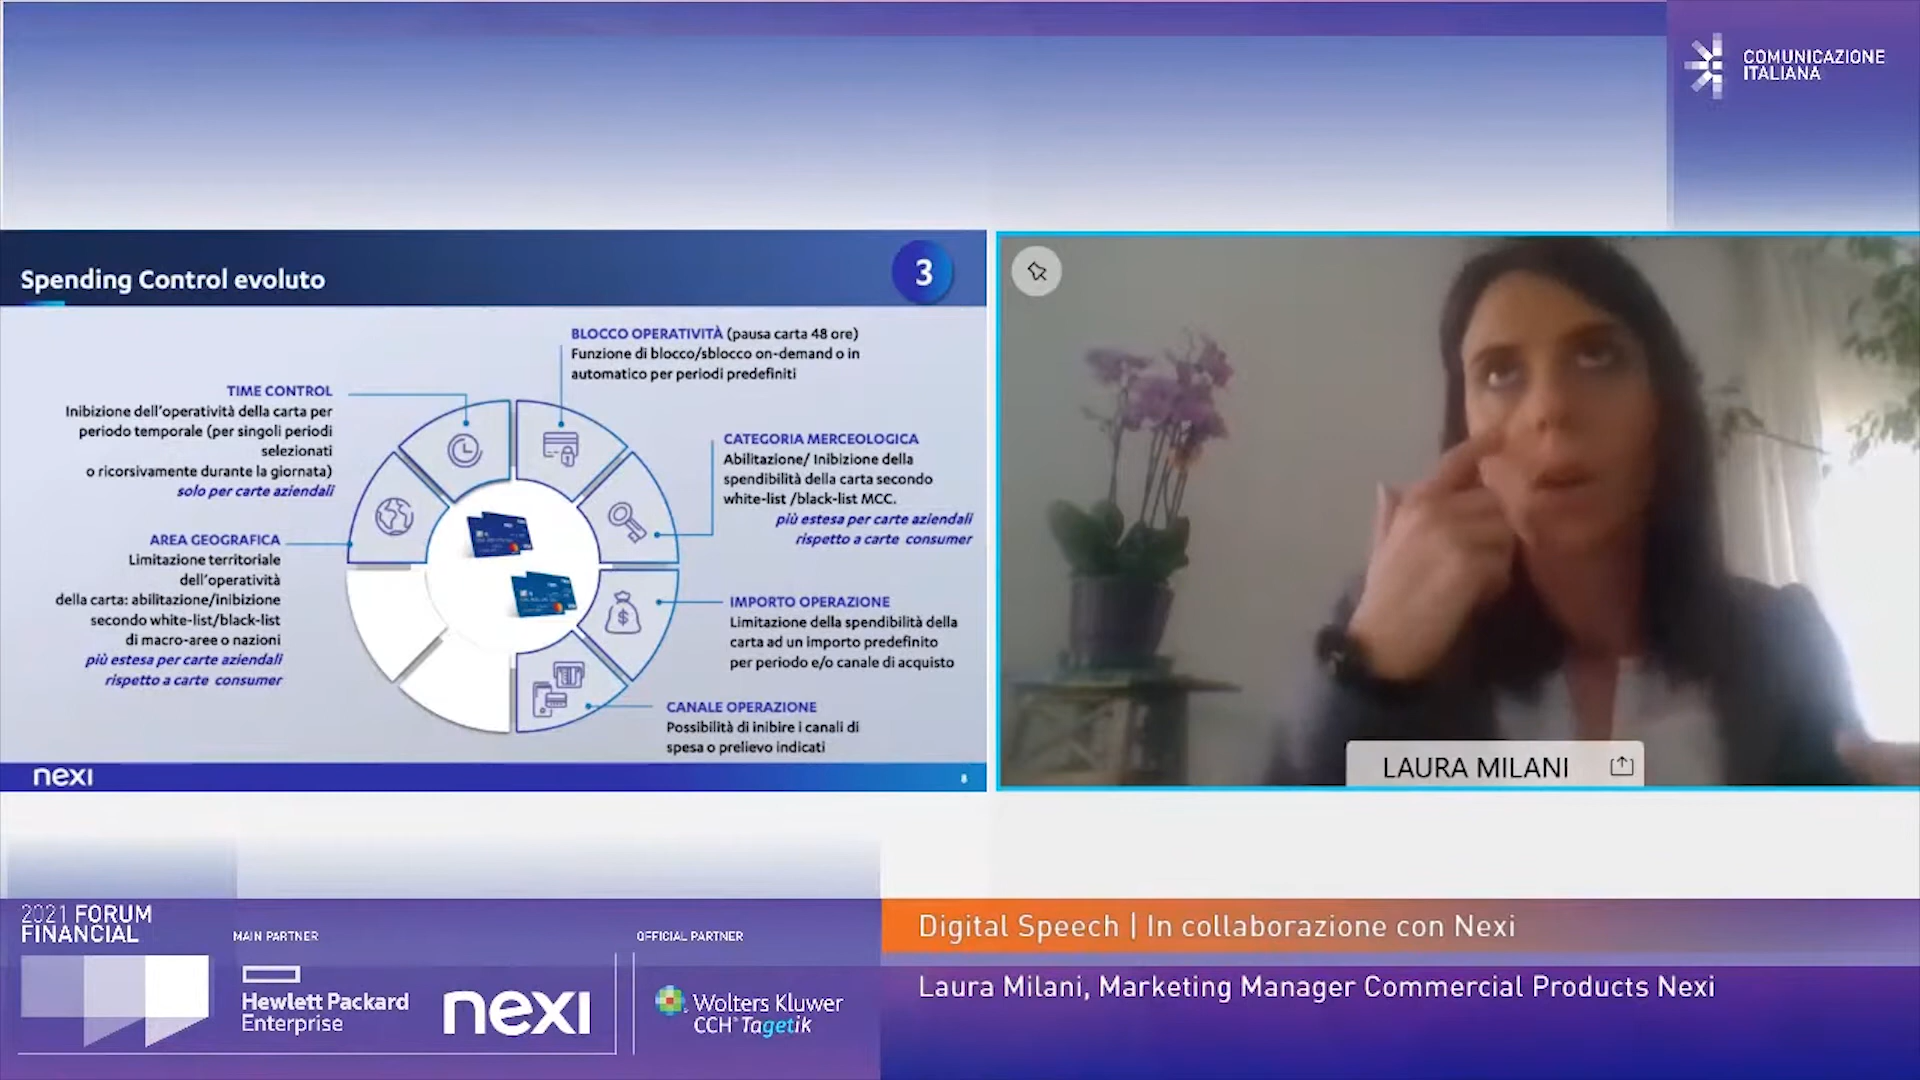 COMUNICAZIONE
ITALIANA
Spending Control evoluto
3
BLOCCO OPERATIVITÀ (pausa carta 48 ore)
Funzione di blocco/sblocco on-demand o in
automatico per periodi predefiniti
TIME CONTROL
Inibizione dell'operatività della carta per
periodo temporale (per singoli periodi
selezionati
o ricorsivamente durante la giornata)
solo per carte aziendali
CATEGORIA MERCEOLOGICA
Abilitazione/ Inibizione della
spendibilità della carta secondo
white-list /black-list MCC.
più estesa per carte aziendali
rispetto a carte consumer
AREA GEOGRAFICA
Limitazione territoriale
dell'operatività
della carta: abilitazione/inibizione
secondo white-list/black-list
di macro-aree o nazioni
più estesa per carte aziendali
rispetto a carte consumer
IMPORTO OPERAZIONE
Limitazione della spendibilità della
carta ad un importo predefinito
per periodo e/o canale di acquisto
CANALE OPERAZIONE
Possibilità di inibire i canali di
spesa o prelievo indicati
nexi
8
LAURA MILANI
2021 FORUM
FINANCIAL
MAIN PARTNER
Hewlett Packard
Enterprise
nexi
OFFICIAL PARTNER
Wolters Kluwer
CCH® Tagetik
Digital Speech | In collaborazione con Nexi
Laura Milani, Marketing Manager Commercial Products Nexi